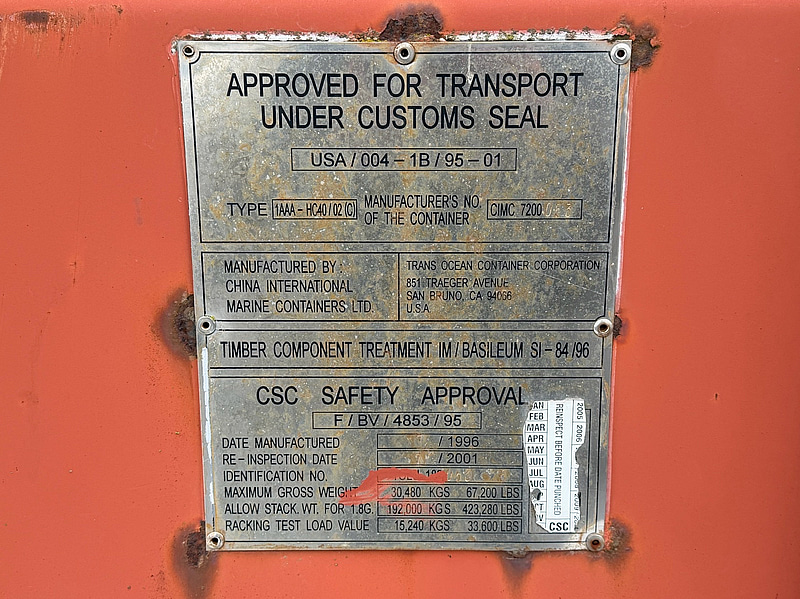 APPROVED FOR TRANSPORT
UNDER CUSTOMS SEAL
USA / 004 – 1B / 95 – 01
TYPE 1AAA – HC40 / 02 (C)
MANUFACTURER'S NO.
OF THE CONTAINER
CIMC 7200
MANUFACTURED BY :
CHINA INTERNATIONAL
MARINE CONTAINERS LTD.
TRANS OCEAN CONTAINER CORPORATION
851 TRAEGER AVENUE
SAN BRUNO, CA 94066
U.S.A.
TIMBER COMPONENT TREATMENT IM / BASILEUM SI – 84 /96
CSC SAFETY APPROVAL
F / BV / 4853 / 95
DATE MANUFACTURED / 1996
RE – INSPECTION DATE / 2001
IDENTIFICATION NO.
MAXIMUM GROSS WEIGHT 30,480 KGS 67,200 LBS
ALLOW STACK. WT. FOR 1.8G. 192,000 KGS 423,280 LBS
RACKING TEST LOAD VALUE 15,240 KGS 33,600 LBS
JAN
FEB
MAR
APR
MAY
JUN
JUL
AUG
REINSPECT BEFORE DATE PUNCHED
2005 2006
CSC